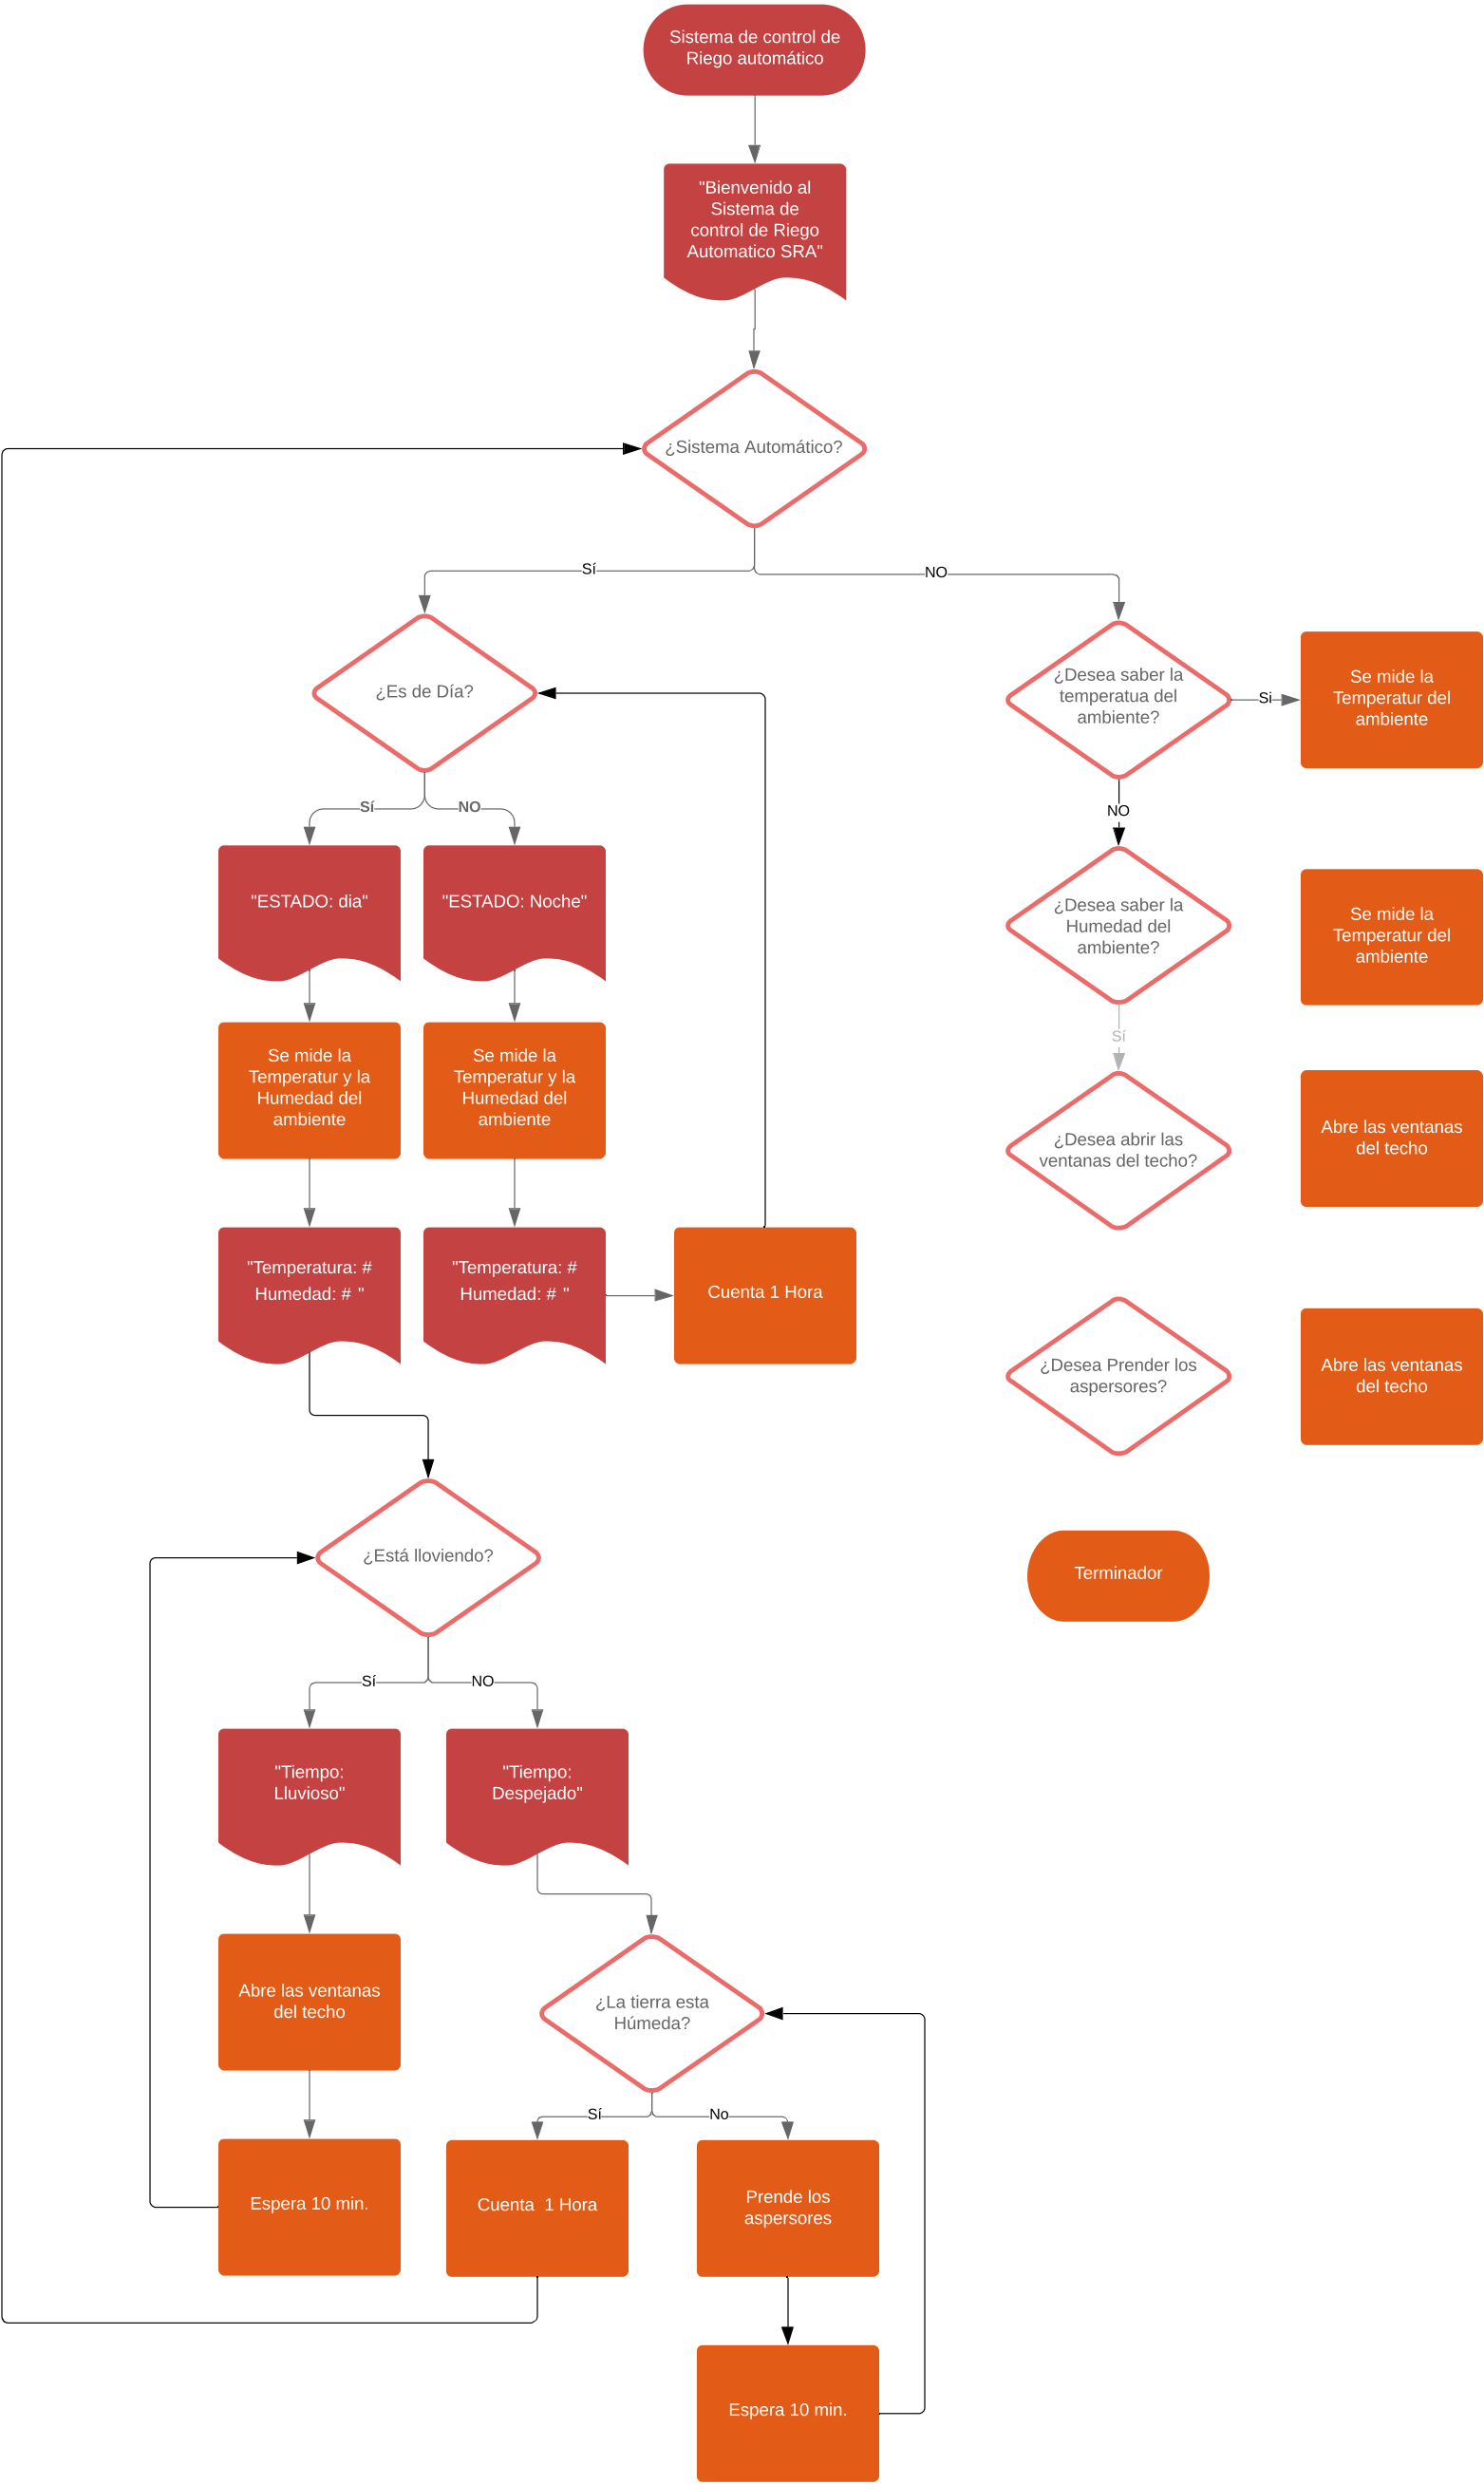 Sistema de control de
Riego automático
"Bienvenido al
Sistema de
control de Riego
Automatico SRA"
¿Sistema Automático?
Sí
NO
¿Es de Día?
¿Desea saber la
temperatua del
ambiente?
Si
Se mide la
Temperatur del
ambiente
Sí
NO
NO
"ESTADO: dia"
"ESTADO: Noche"
¿Desea saber la
Humedad del
ambiente?
Se mide la
Temperatur del
ambiente
Sí
Se mide la
Temperatur y la
Humedad del
ambiente
Se mide la
Temperatur y la
Humedad del
ambiente
¿Desea abrir las
ventanas del techo?
Abre las ventanas
del techo
"Temperatura: #
Humedad: # "
"Temperatura: #
Humedad: # "
Cuenta 1 Hora
¿Desea Prender los
aspersores?
Abre las ventanas
del techo
¿Está lloviendo?
Terminador
Sí
NO
"Tiempo:
Lluvioso"
"Tiempo:
Despejado"
Abre las ventanas
del techo
¿La tierra esta
Húmeda?
Sí
No
Espera 10 min.
Cuenta  1 Hora
Prende los
aspersores
Espera 10 min.